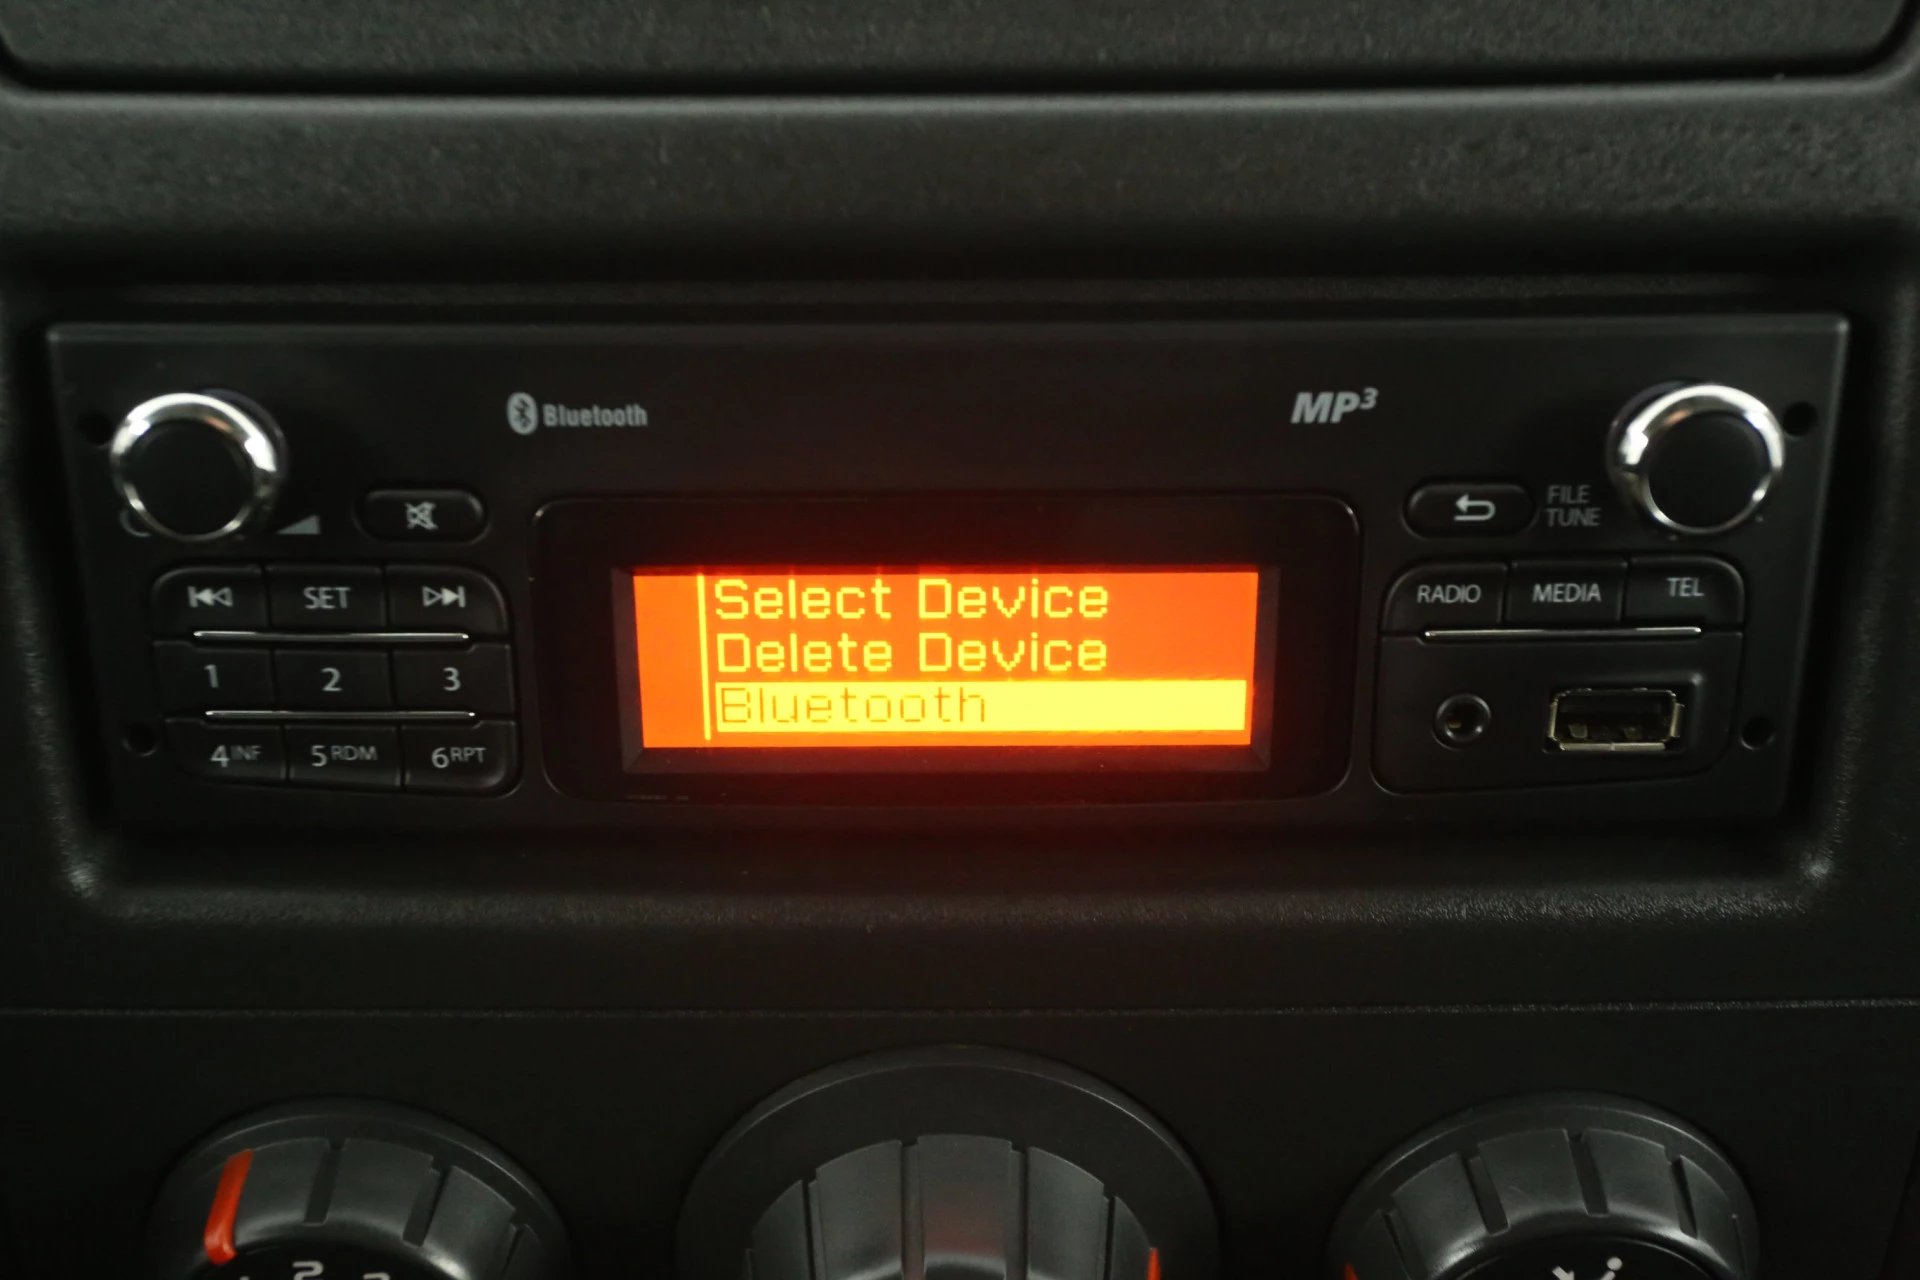 Bluetooth
MP3
FILE
TUNE
SET
RADIO
MEDIA
TEL
Select Device
Delete Device
Bluetooth
1
2
3
4 INF
5 RDM
6 RPT
2